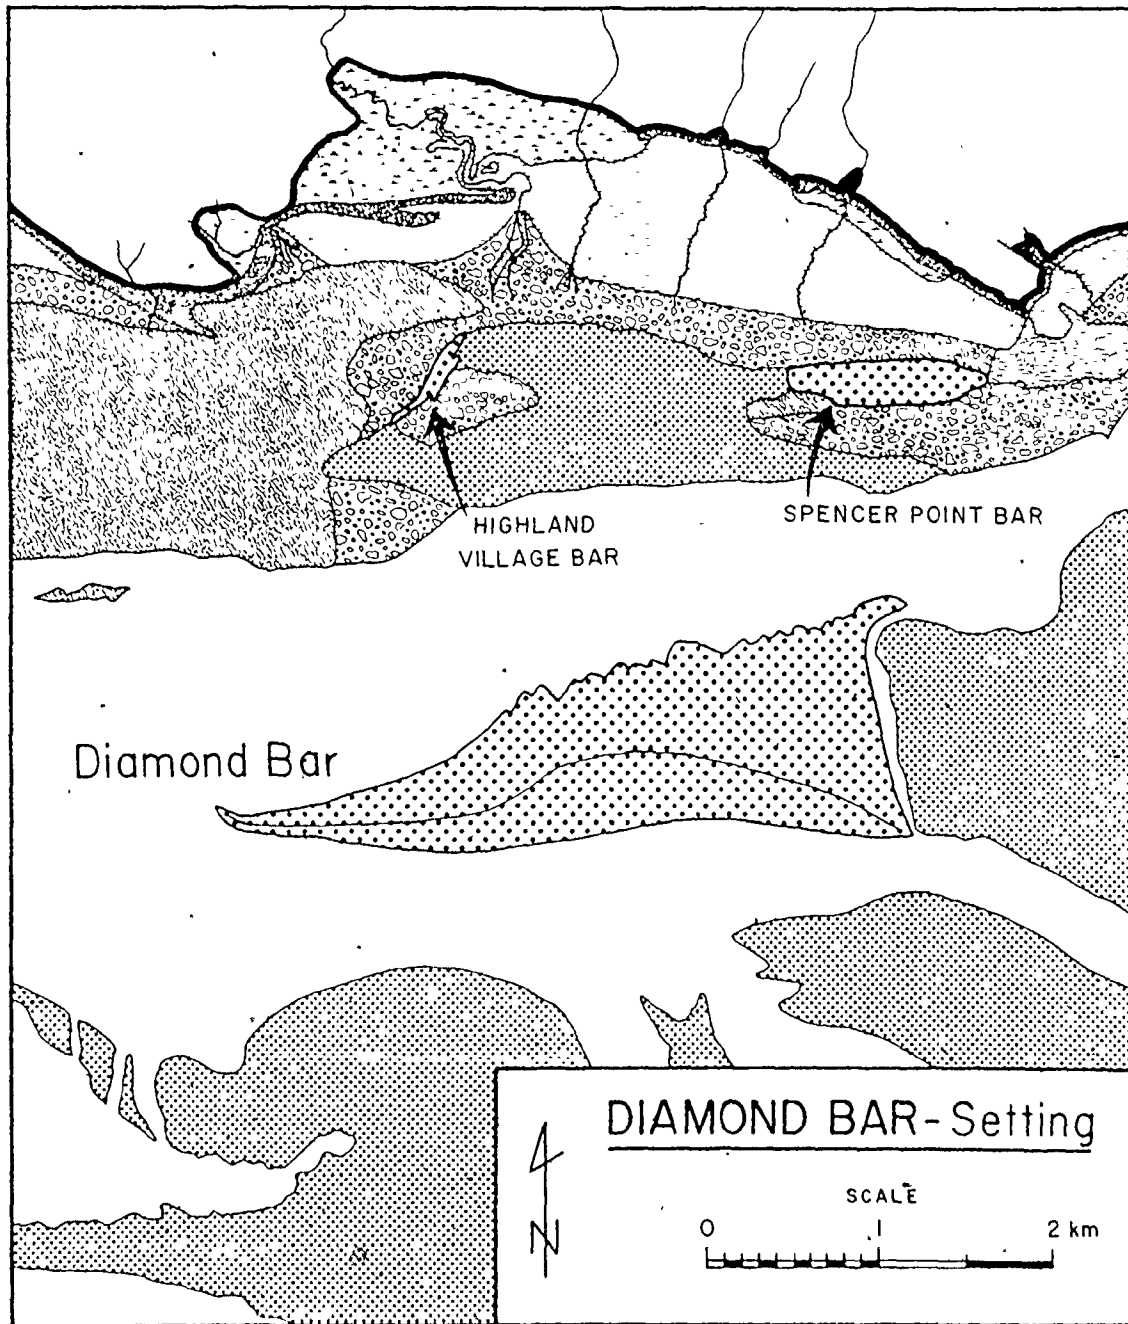 HIGHLAND
VILLAGE BAR
SPENCER POINT BAR
Diamond Bar
DIAMOND BAR-Setting
SCALE
0 1 2 km
N